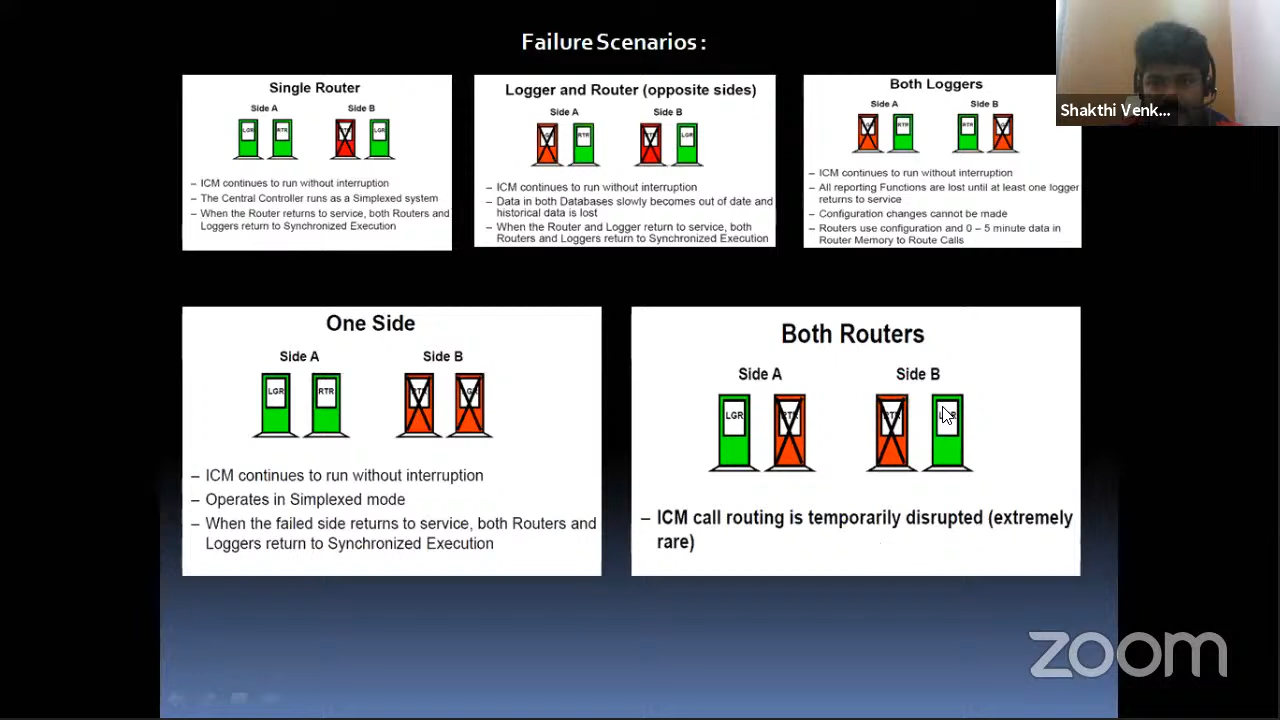 Failure Scenarios :
Shakthi Venk...
Single Router
Side A Side B
LGR RTR LGR
– ICM continues to run without interruption
– The Central Controller runs as a Simplexed system
– When the Router returns to service, both Routers and
Loggers return to Synchronized Execution
Logger and Router (opposite sides)
Side A Side B
RTR LGR
– ICM continues to run without interruption
– Data in both Databases slowly becomes out of date and
historical data is lost
– When the Router and Logger return to service, both
Routers and Loggers return to Synchronized Execution
Both Loggers
Side A Side B
RTR RTR
– ICM continues to run without interruption
– All reporting Functions are lost until at least one logger
returns to service
– Configuration changes cannot be made
– Routers use configuration and 0 – 5 minute data in
Router Memory to Route Calls
One Side
Side A Side B
LGR RTR
– ICM continues to run without interruption
– Operates in Simplexed mode
– When the failed side returns to service, both Routers and
Loggers return to Synchronized Execution
Both Routers
Side A Side B
LGR
– ICM call routing is temporarily disrupted (extremely
rare)
zoom